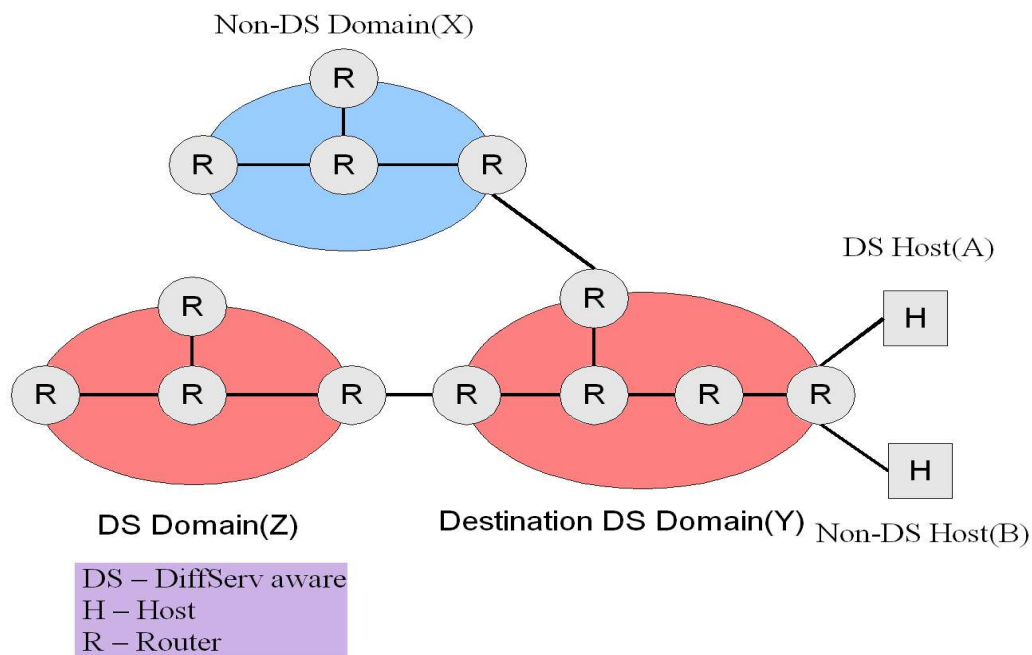 Non-DS Domain(X)
R
R
R
R
DS Host(A)
R
H
R
R
R
R
R
R
R
R
H
DS Domain(Z)
Destination DS Domain(Y)
Non-DS Host(B)
DS – DiffServ aware
H – Host
R – Router